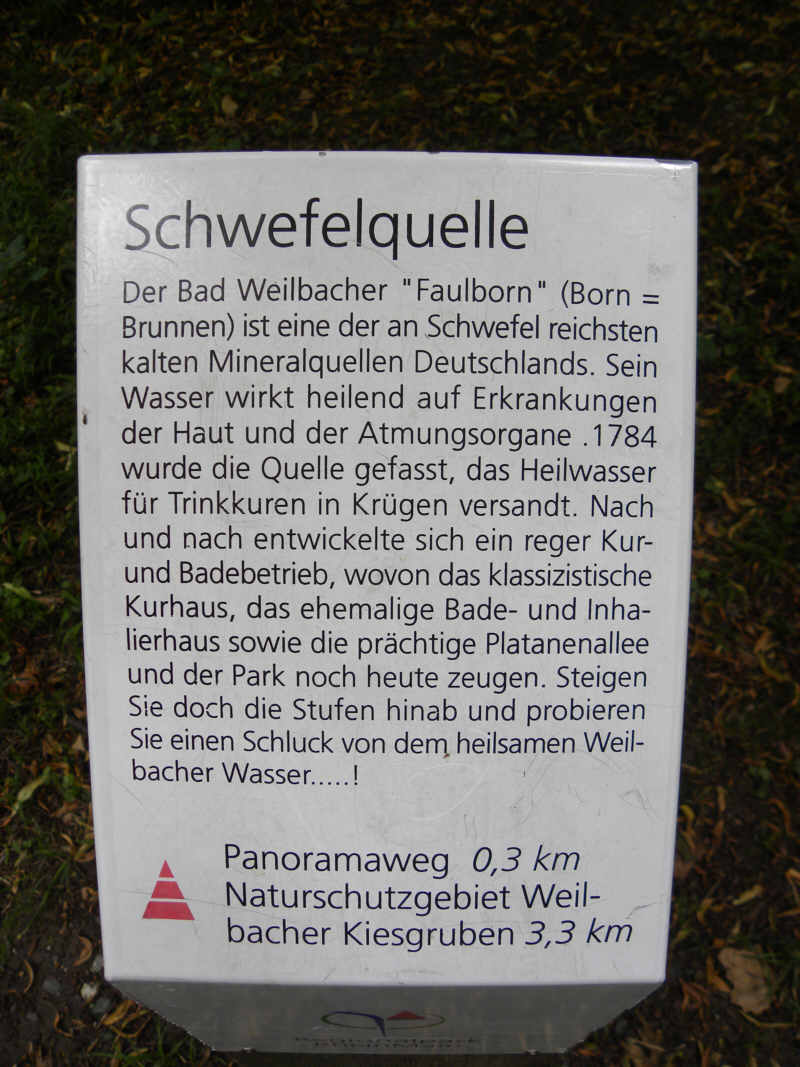 Schwefelquelle
Der Bad Weilbacher "Faulborn" (Born =
Brunnen) ist eine der an Schwefel reichsten
kalten Mineralquellen Deutschlands. Sein
Wasser wirkt heilend auf Erkrankungen
der Haut und der Atmungsorgane .1784
wurde die Quelle gefasst, das Heilwasser
für Trinkkuren in Krügen versandt. Nach
und nach entwickelte sich ein reger Kur-
und Badebetrieb, wovon das klassizistische
Kurhaus, das ehemalige Bade- und Inha-
lierhaus sowie die prächtige Platanenallee
und der Park noch heute zeugen. Steigen
Sie doch die Stufen hinab und probieren
Sie einen Schluck von dem heilsamen Weil-
bacher Wasser.....!
Panoramaweg 0,3 km
Naturschutzgebiet Weil-
bacher Kiesgruben 3,3 km